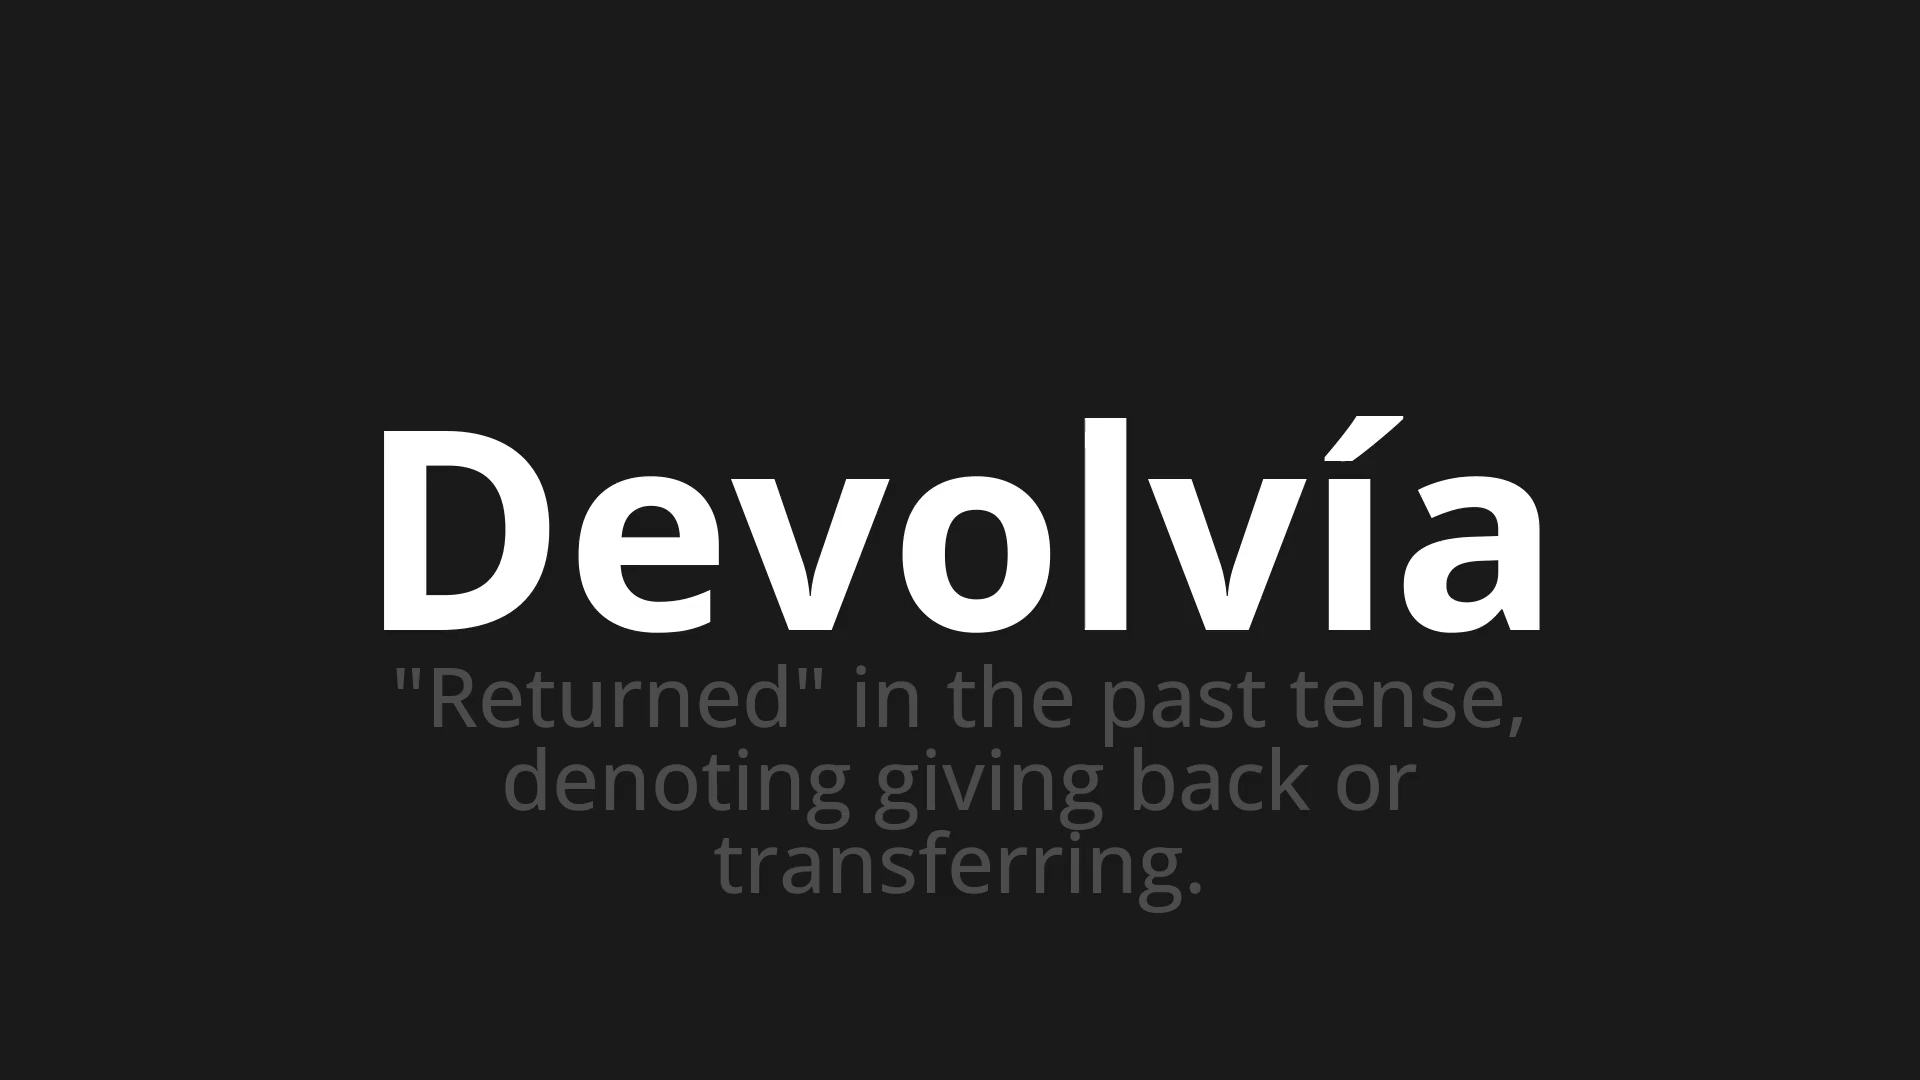 Devolvía
"Returned" in the past tense,
denoting giving back or
transferring.